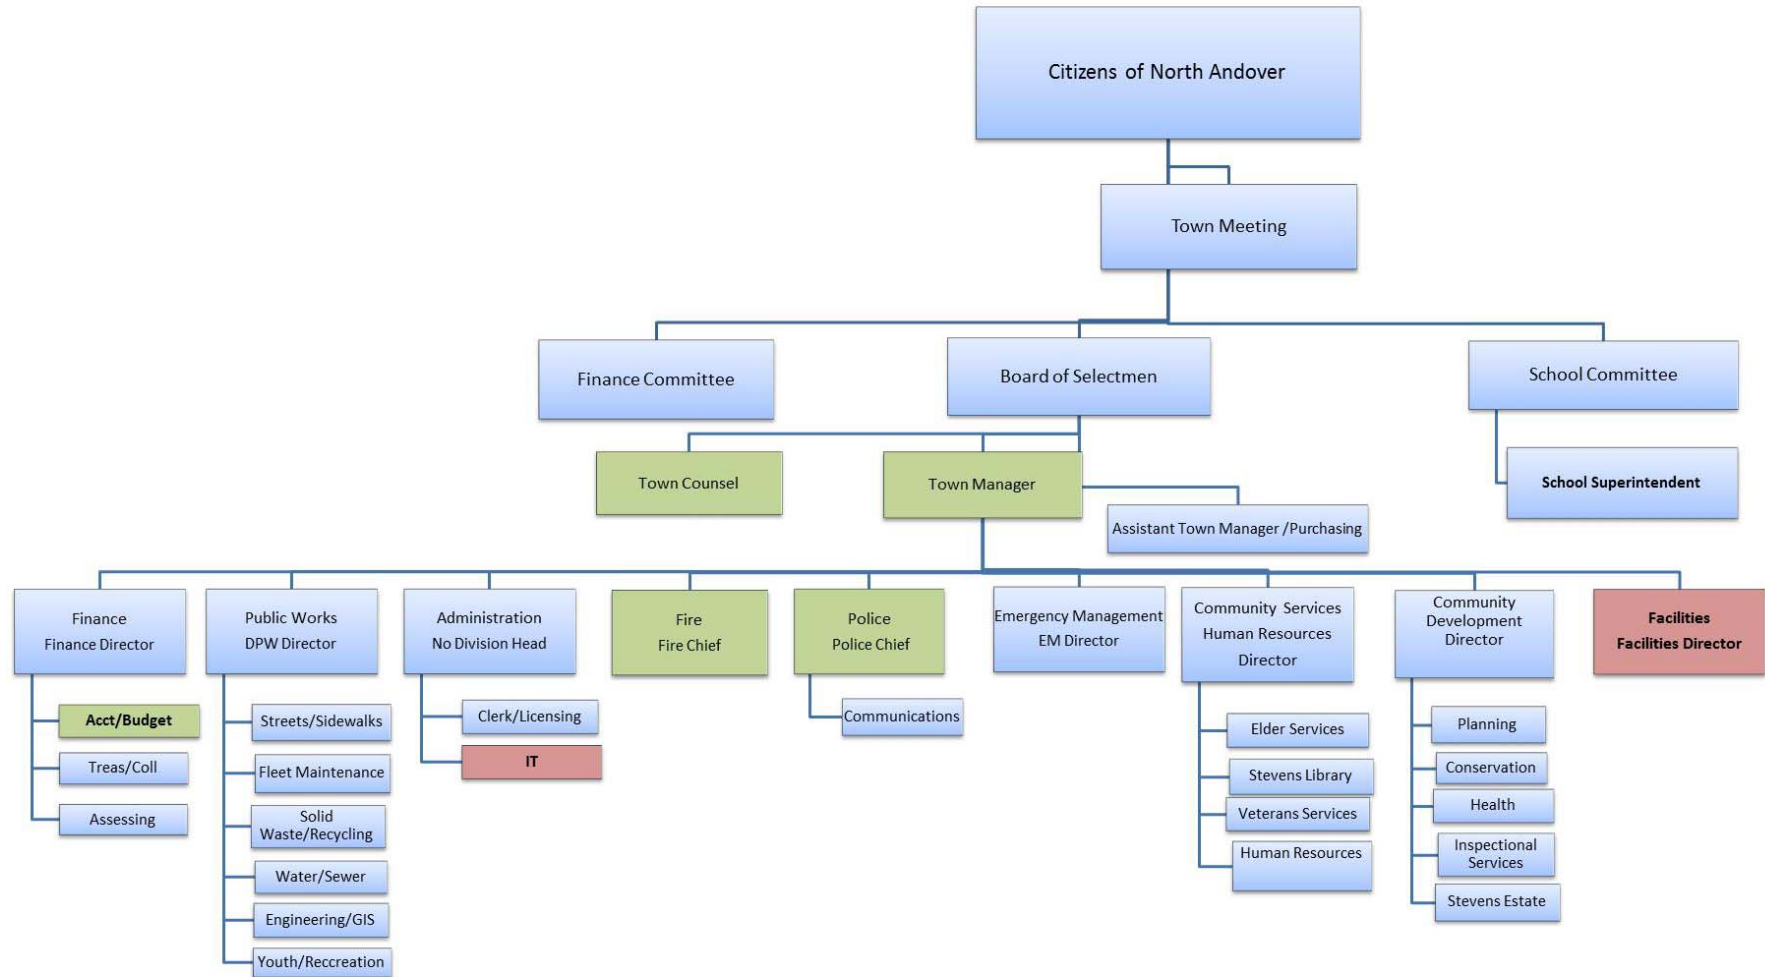 Citizens of North Andover
Town Meeting
Finance Committee
Board of Selectmen
School Committee
Town Counsel
Town Manager
School Superintendent
Assistant Town Manager /Purchasing
Finance
Finance Director
Public Works
DPW Director
Administration
No Division Head
Fire
Fire Chief
Police
Police Chief
Emergency Management
EM Director
Community Services
Human Resources
Director
Community
Development
Director
Facilities
Facilities Director
Acct/Budget
Treas/Coll
Assessing
Streets/Sidewalks
Fleet Maintenance
Solid
Waste/Recycling
Water/Sewer
Engineering/GIS
Youth/Reccreation
Clerk/Licensing
IT
Communications
Elder Services
Stevens Library
Veterans Services
Human Resources
Planning
Conservation
Health
Inspectional
Services
Stevens Estate